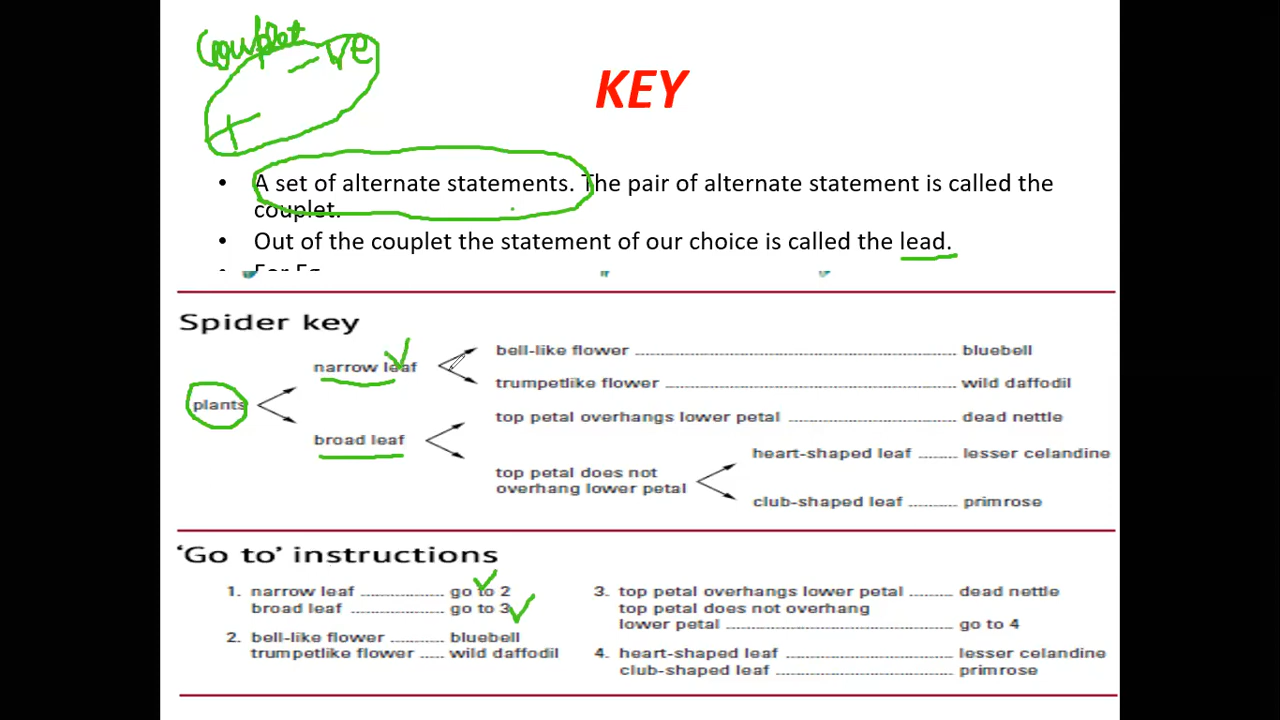 Couplet
-ve
+
KEY
• A set of alternate statements. The pair of alternate statement is called the
couplet.
• Out of the couplet the statement of our choice is called the lead.
• For Eg
Spider key
plants
narrow leaf
broad leaf
bell-like flower ........ bluebell
trumpetlike flower ........ wild daffodil
top petal overhangs lower petal ........ dead nettle
top petal does not
overhang lower petal
heart-shaped leaf ........ lesser celandine
club-shaped leaf ........ primrose
'Go to' instructions
1. narrow leaf ........ go to 2
broad leaf ........ go to 3
2. bell-like flower ........ bluebell
trumpetlike flower ..... wild daffodil
3. top petal overhangs lower petal ........ dead nettle
top petal does not overhang
lower petal ........ go to 4
4. heart-shaped leaf ........ lesser celandine
club-shaped leaf ........ primrose